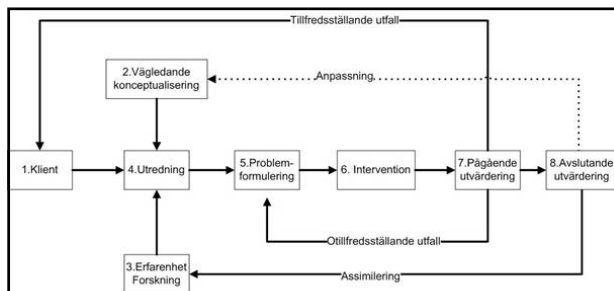 Tillfredsställande utfall
2.Vägledande
konceptualisering
Anpassning
1.Klient
4.Utredning
5.Problem-
formulering
6. Intervention
7.Pågående
utvärdering
8.Avslutande
utvärdering
Otillfredsställande utfall
3.Erfarenhet
Forskning
Assimilering